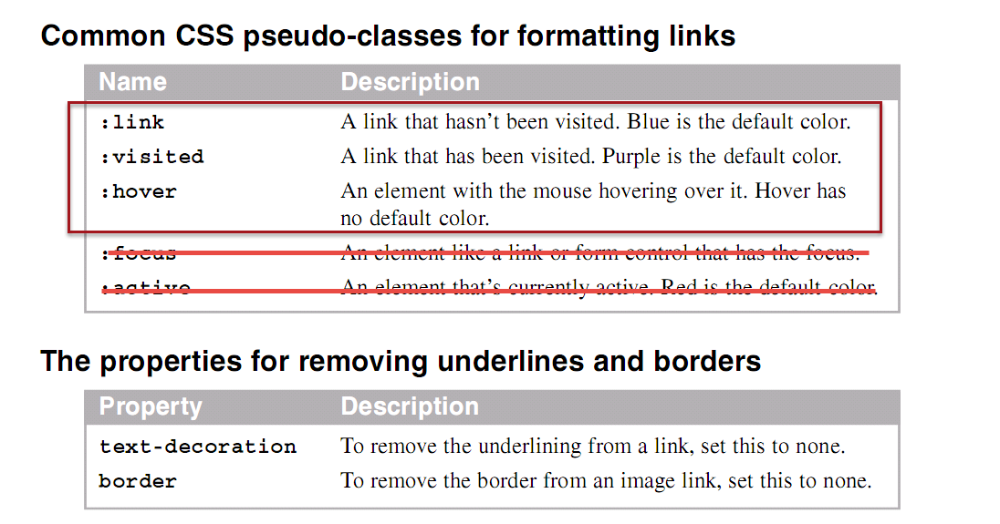 Common CSS pseudo-classes for formatting links
Name Description
:link A link that hasn't been visited. Blue is the default color.
:visited A link that has been visited. Purple is the default color.
:hover An element with the mouse hovering over it. Hover has
no default color.
:focus An element like a link or form control that has the focus.
:active An element that's currently active. Red is the default color.
The properties for removing underlines and borders
Property Description
text-decoration To remove the underlining from a link, set this to none.
border To remove the border from an image link, set this to none.